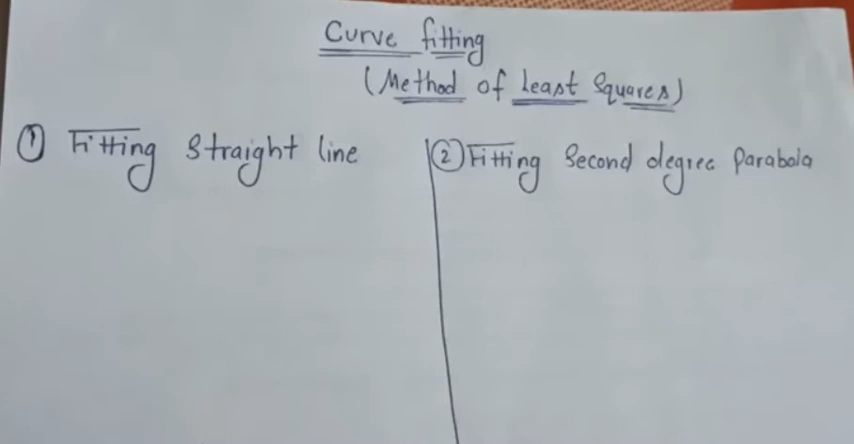 Curve fitting
(Method of Least Squares)
① Fitting Straight line
② Fitting Second degree Parabola